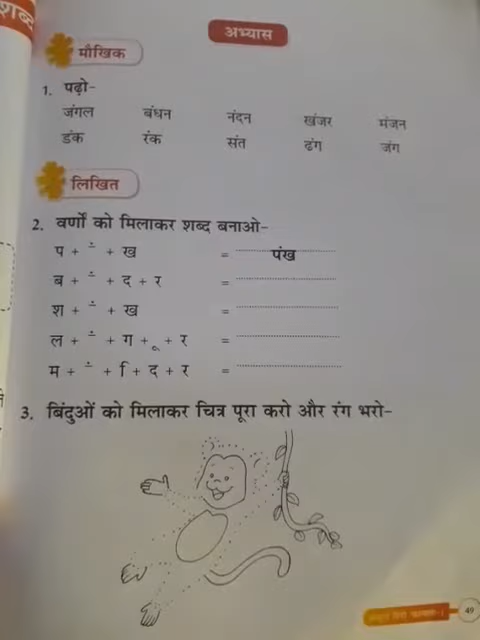 शब्द
अभ्यास
मौखिक
1. पढ़ो-
जंगल बंधन नंदन खंजर मंजन
डंक रंक संत ढंग जंग
लिखित
2. वर्णों को मिलाकर शब्द बनाओ-
प + ं + ख = पंख
ब + ं + द + र =
श + ं + ख =
ल + ं + ग + ू + र =
म + ं + ि + द + र =
3. बिंदुओं को मिलाकर चित्र पूरा करो और रंग भरो-
49